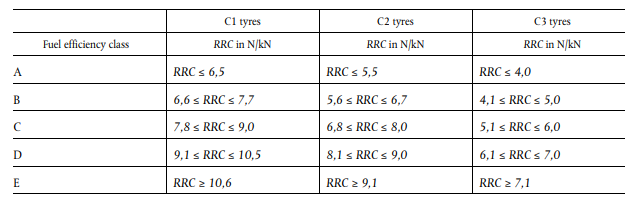 C1 tyres C2 tyres C3 tyres
Fuel efficiency class RRC in N/kN RRC in N/kN RRC in N/kN
A RRC ≤ 6,5 RRC ≤ 5,5 RRC ≤ 4,0
B 6,6 ≤ RRC ≤ 7,7 5,6 ≤ RRC ≤ 6,7 4,1 ≤ RRC ≤ 5,0
C 7,8 ≤ RRC ≤ 9,0 6,8 ≤ RRC ≤ 8,0 5,1 ≤ RRC ≤ 6,0
D 9,1 ≤ RRC ≤ 10,5 8,1 ≤ RRC ≤ 9,0 6,1 ≤ RRC ≤ 7,0
E RRC ≥ 10,6 RRC ≥ 9,1 RRC ≥ 7,1